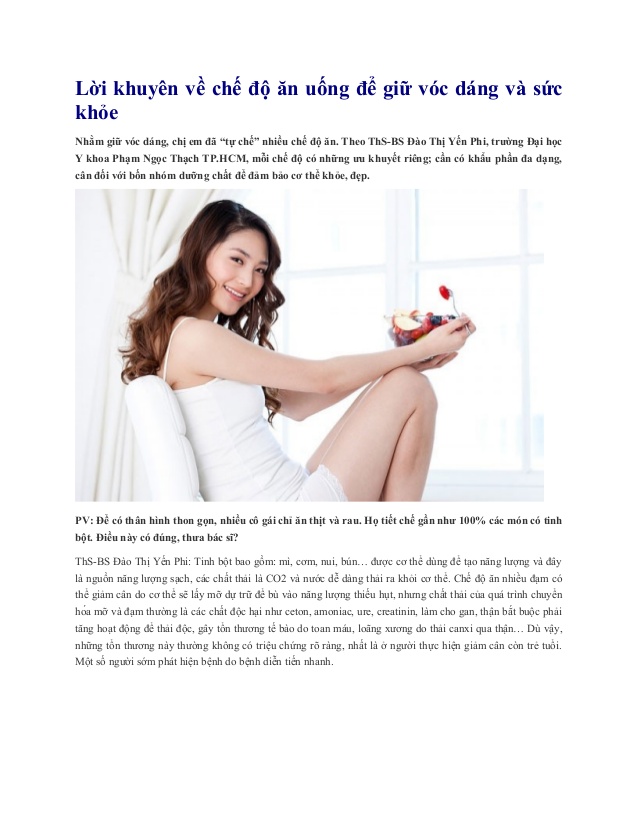 Lời khuyên về chế độ ăn uống để giữ vóc dáng và sức
khỏe
Nhằm giữ vóc dáng, chị em đã “tự chế” nhiều chế độ ăn. Theo ThS-BS Đào Thị Yến Phi, trường Đại học
Y khoa Phạm Ngọc Thạch TP.HCM, mỗi chế độ có những ưu khuyết riêng; cần có khẩu phần đa dạng,
cân đối với bốn nhóm dưỡng chất để đảm bảo cơ thể khỏe, đẹp.
PV: Để có thân hình thon gọn, nhiều cô gái chỉ ăn thịt và rau. Họ tiết chế gần như 100% các món có tinh
bột. Điều này có đúng, thưa bác sĩ?
ThS-BS Đào Thị Yến Phi: Tinh bột bao gồm: mì, cơm, nui, bún… được cơ thể dùng để tạo năng lượng và đây
là nguồn năng lượng sạch, các chất thải là CO2 và nước dễ dàng thải ra khỏi cơ thể. Chế độ ăn nhiều đạm có
thể giảm cân do cơ thể sẽ lấy mỡ dự trữ để bù vào năng lượng thiếu hụt, nhưng chất thải của quá trình chuyển
hóa mỡ và đạm thường là các chất độc hại như ceton, amoniac, ure, creatinin, làm cho gan, thận bắt buộc phải
tăng hoạt động để thải độc, gây tổn thương tế bào do toan máu, loãng xương do thải canxi qua thận… Dù vậy,
những tổn thương này thường không có triệu chứng rõ ràng, nhất là ở người thực hiện giảm cân còn trẻ tuổi.
Một số người sớm phát hiện bệnh do bệnh diễn tiến nhanh.